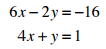 6x − 2y = −16
4x + y = 1